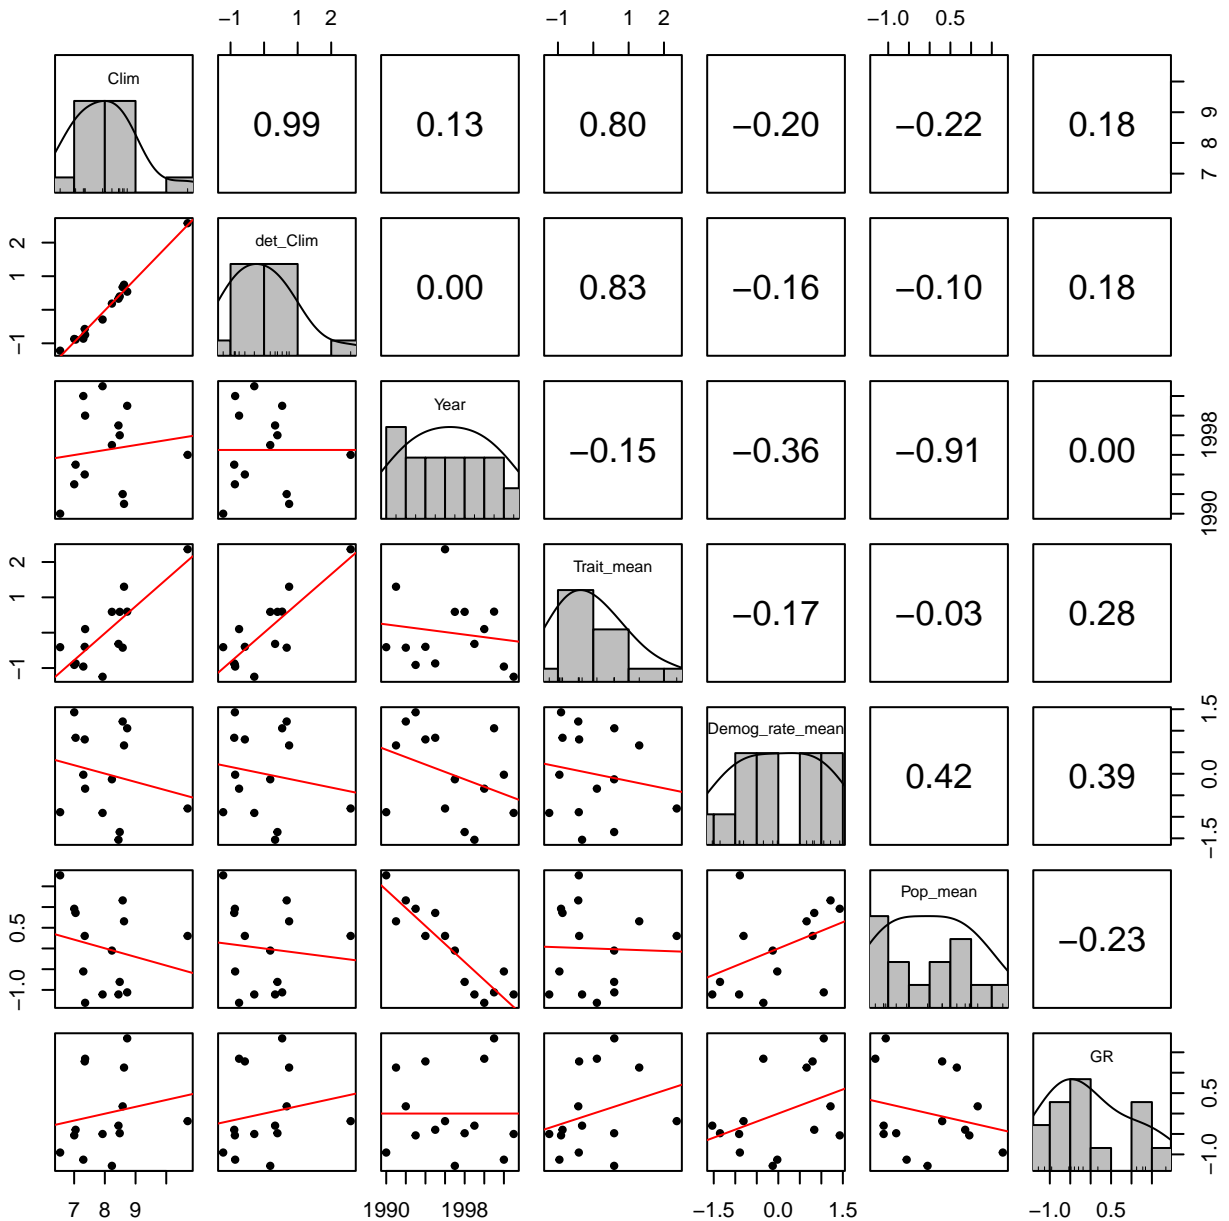 −1 1 2 −1 1 2 −1.0 0.5
Clim
0.99 0.13 0.80 −0.20 −0.22 0.18
7 8 9
det_Clim
−1 1 2
0.00 0.83 −0.16 −0.10 0.18
Year
−0.15 −0.36 −0.91 0.00
1990 1998
Trait_mean
−1 1 2
−0.17 −0.03 0.28
Demog_rate_mean
0.42 0.39
−1.5 0.0 1.5
Pop_mean
−1.0 0.5
−0.23
GR
−1.0 0.5
7 8 9 1990 1998 −1.5 0.0 1.5 −1.0 0.5